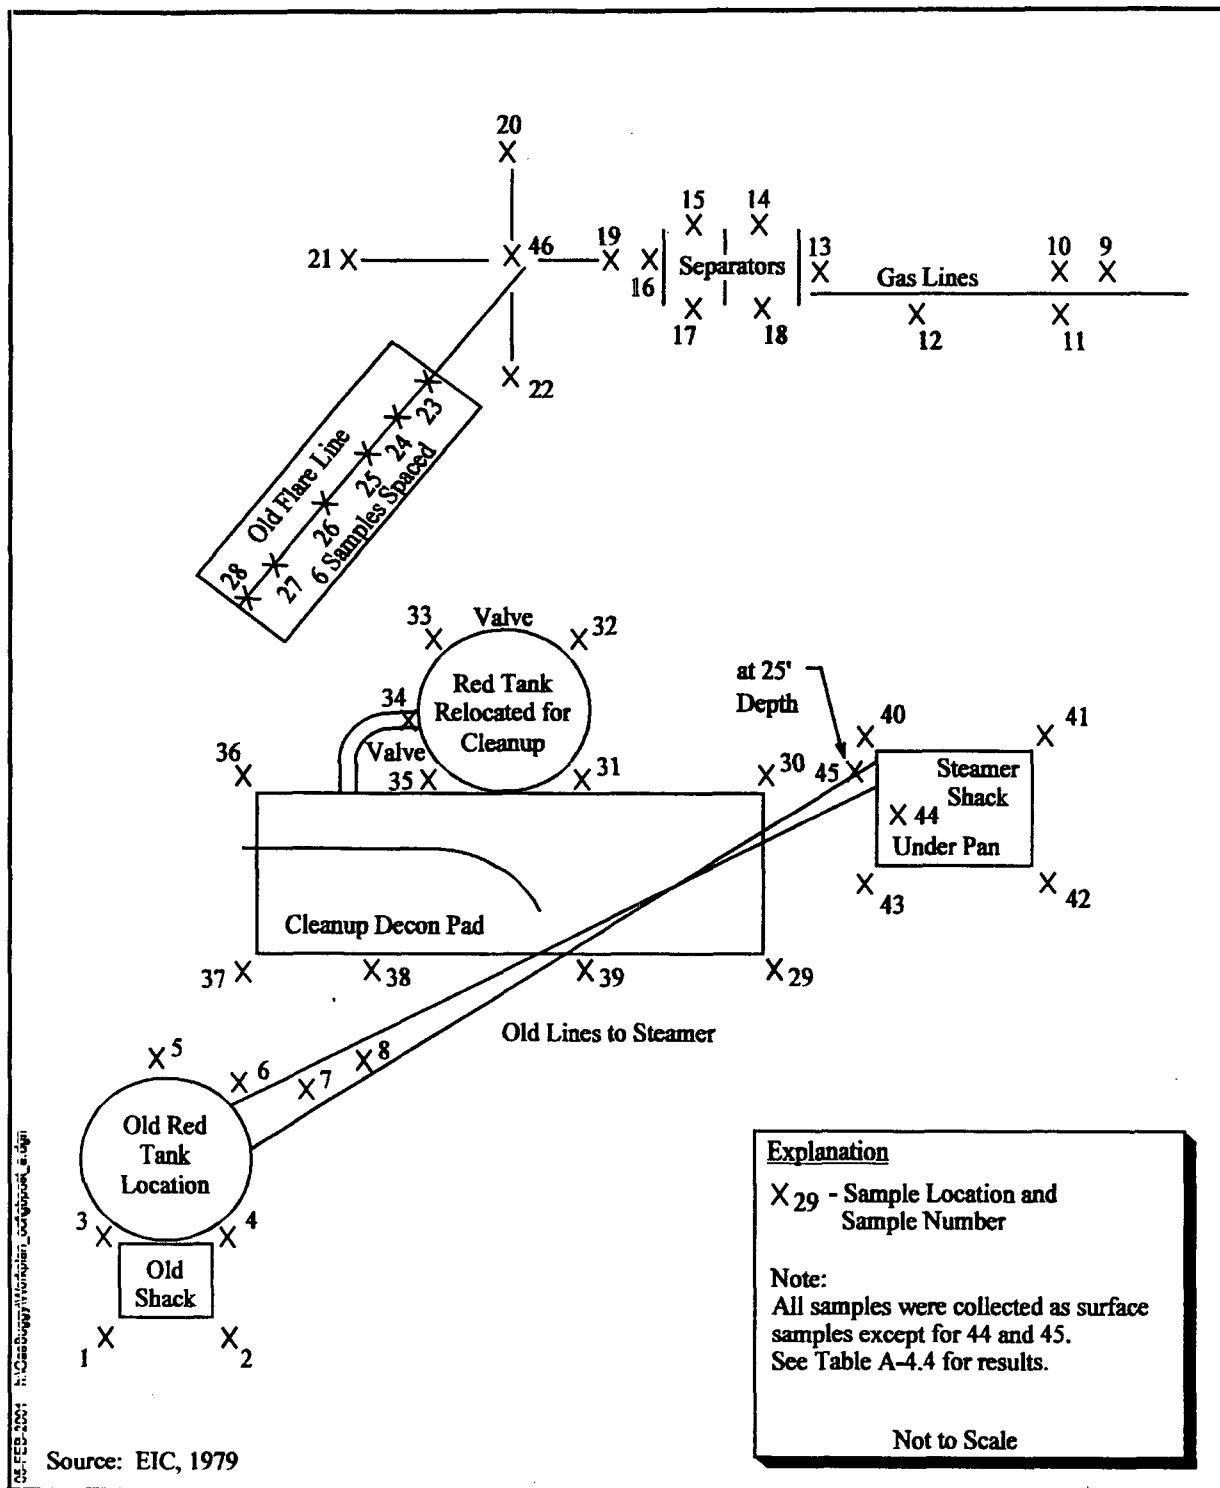 20
15
14
21
46
19
16
Separators
13
10
9
Gas Lines
17
18
12
11
22
23
24
25
26
27
28
Old Flare Line
6 Samples Spaced
33
Valve
32
34
Red Tank
Relocated for
Cleanup
Valve
35
31
36
30
at 25'
Depth
45
40
41
Steamer
Shack
44
Under Pan
43
42
Cleanup Decon Pad
37
38
39
29
Old Lines to Steamer
5
6
7
8
Old Red
Tank
Location
3
4
Old
Shack
1
2
Explanation
X 29 - Sample Location and
Sample Number
Note:
All samples were collected as surface
samples except for 44 and 45.
See Table A-4.4 for results.
Not to Scale
Source: EIC, 1979